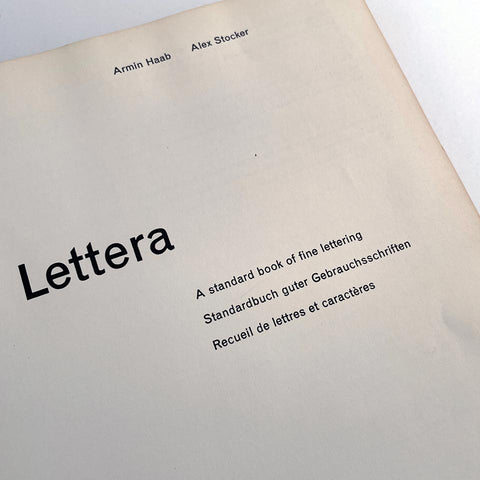 Armin Haab Alex Stocker
Lettera
A standard book of fine lettering
Standardbuch guter Gebrauchsschriften
Recueil de lettres et caractères